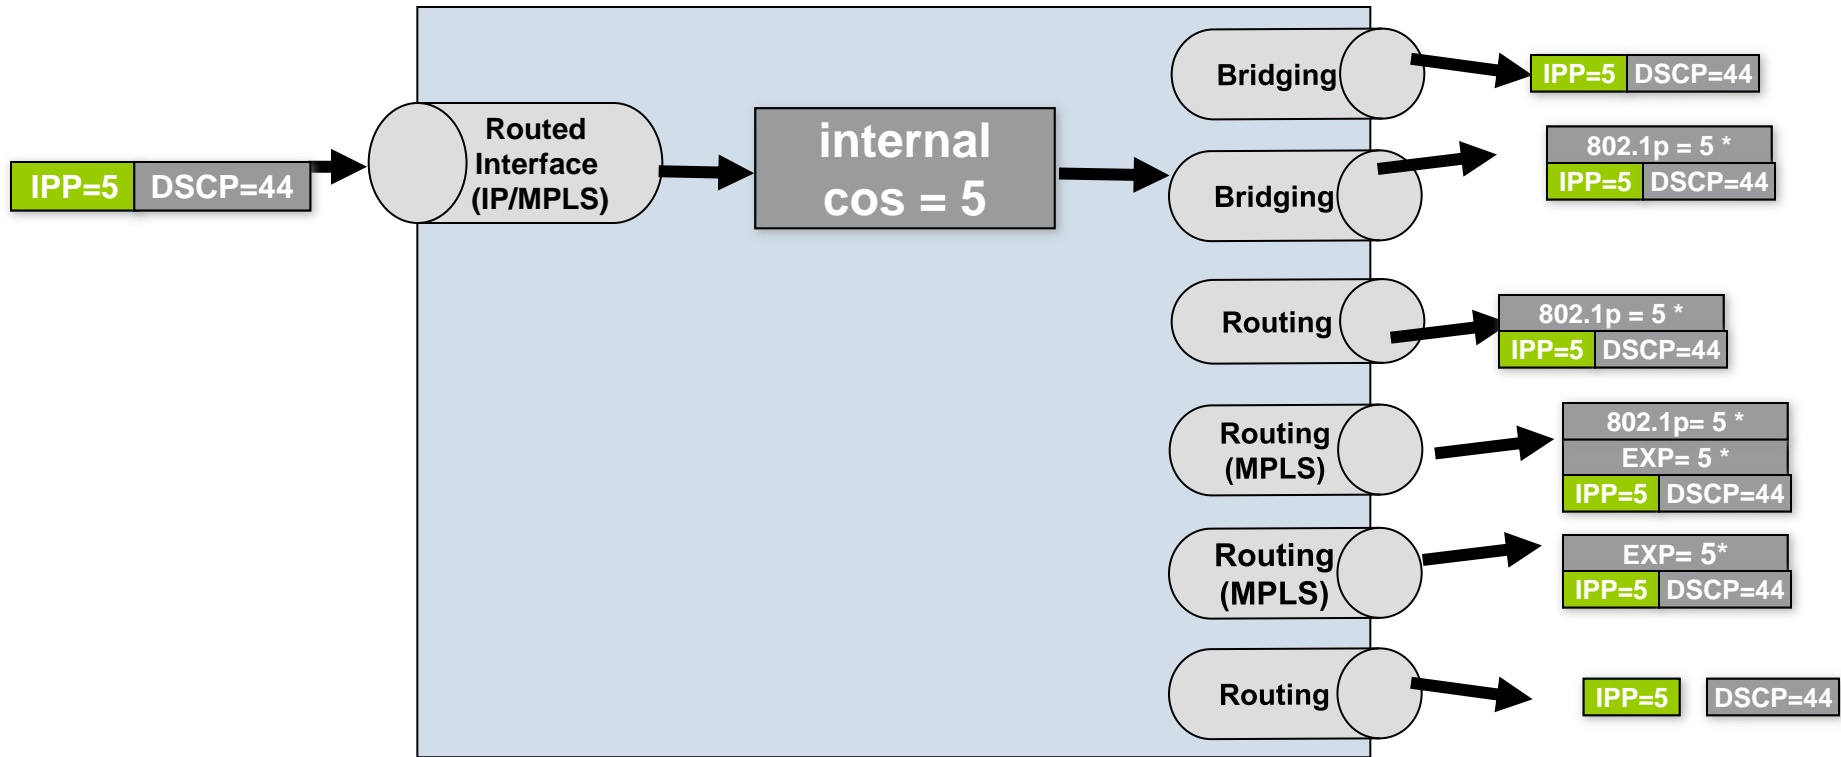 IPP=5 DSCP=44
Routed
Interface
(IP/MPLS)
internal
cos = 5
Bridging
IPP=5 DSCP=44
Bridging
802.1p = 5 *
IPP=5 DSCP=44
Routing
802.1p = 5 *
IPP=5 DSCP=44
Routing
(MPLS)
802.1p= 5 *
EXP= 5 *
IPP=5 DSCP=44
Routing
(MPLS)
EXP= 5*
IPP=5 DSCP=44
Routing
IPP=5 DSCP=44